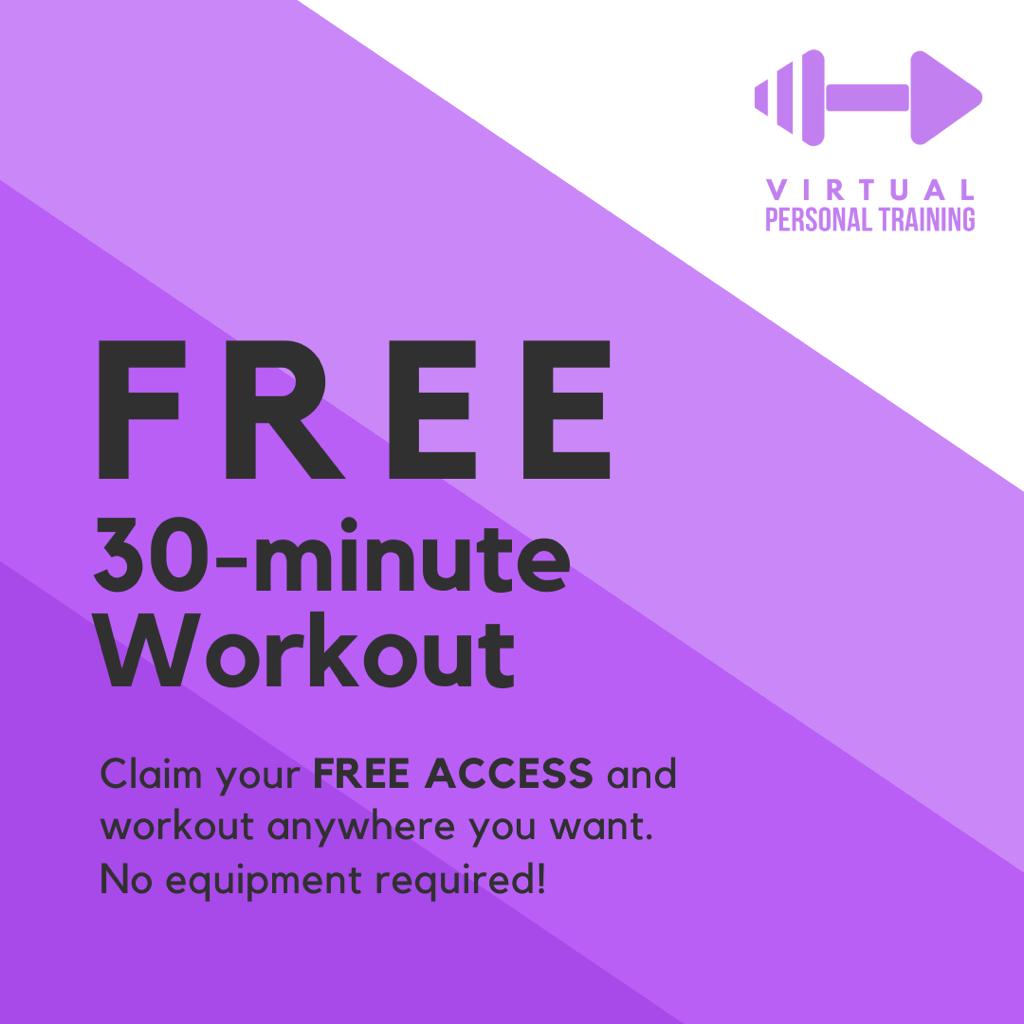 VIRTUAL
PERSONAL TRAINING
FREE
30-minute
Workout
Claim your FREE ACCESS and
workout anywhere you want.
No equipment required!